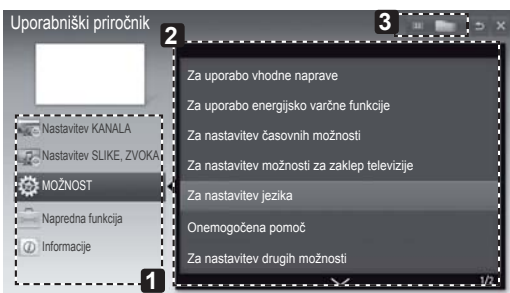 Uporabniški priročnik
3
2
Za uporabo vhodne naprave
Za uporabo energijsko varčne funkcije
Nastavitev KANALA
Za nastavitev časovnih možnosti
Nastavitev SLIKE, ZVOKA
Za nastavitev možnosti za zaklep televizije
MOŽNOST
Za nastavitev jezika
Napredna funkcija
Onemogočena pomoč
Informacije
Za nastavitev drugih možnosti
1
1/2